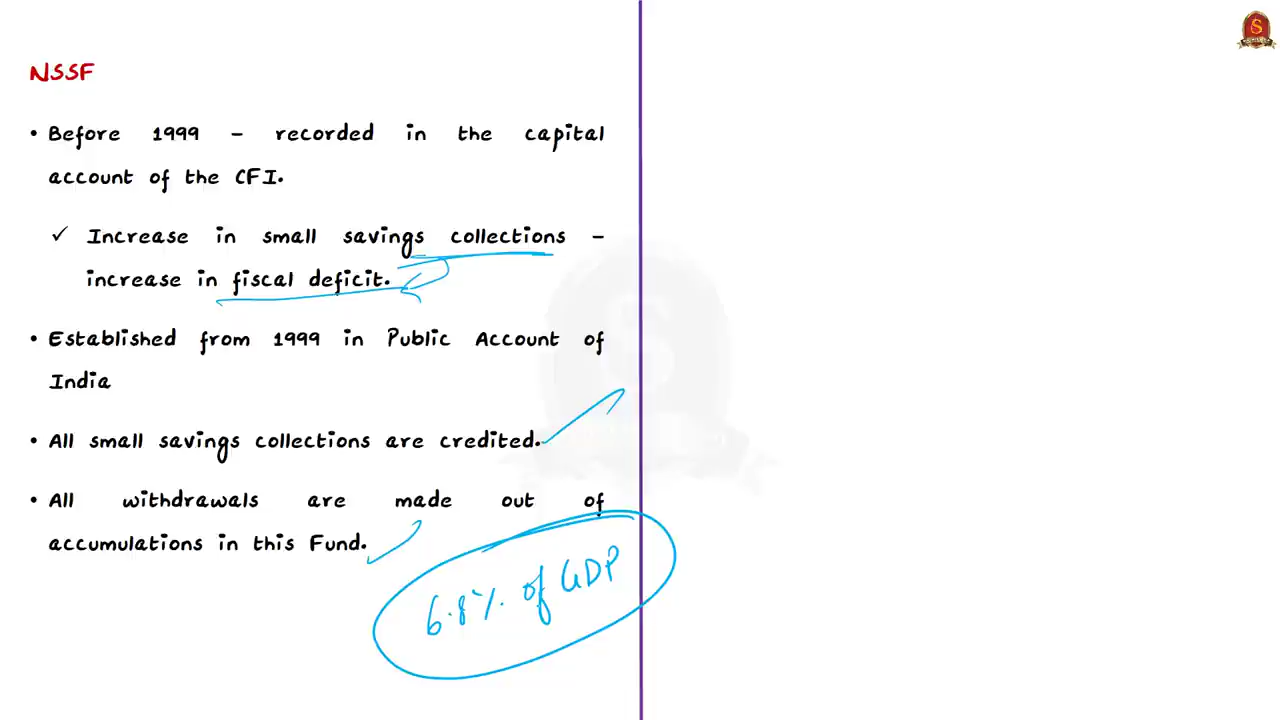 NSSF
• Before 1999 – recorded in the capital
account of the CFI.
✓ Increase in small savings collections –
increase in fiscal deficit.
• Established from 1999 in Public Account of
India
• All small savings collections are credited.
• All withdrawals are made out of
accumulations in this Fund.
6.8% of GDP
S